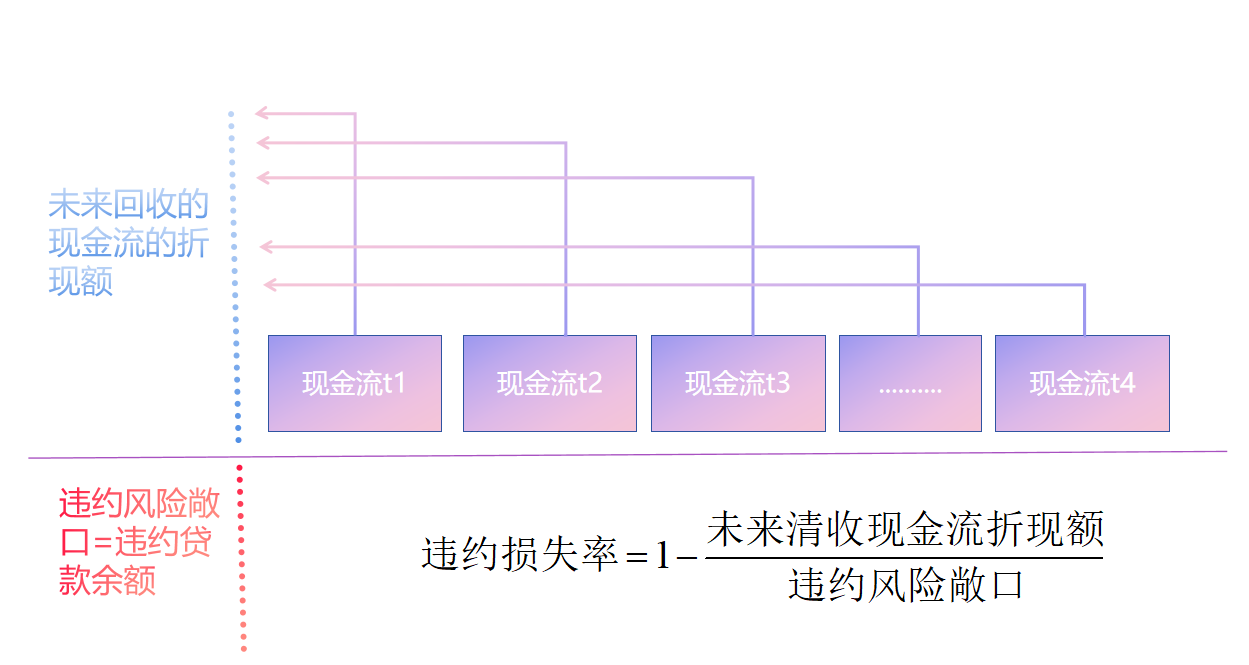 未来回收的
现金流的折
现额
现金流t1
现金流t2
现金流t3
..........
现金流t4
违约风险敞
口=违约贷
款余额
违约损失率=1-未来清收现金流折现额
违约风险敞口